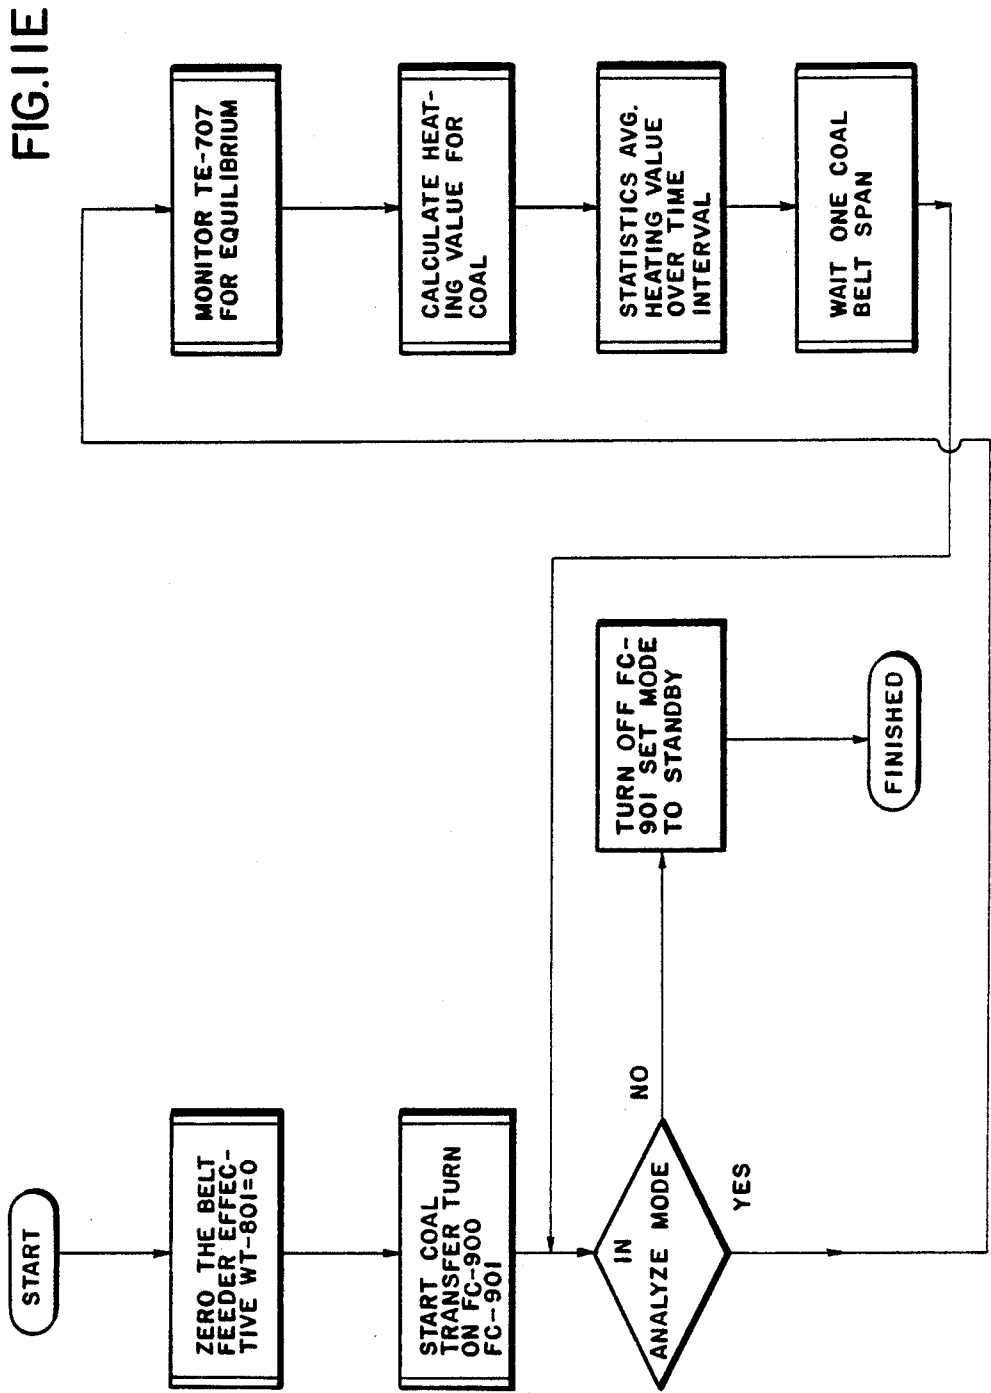 FIG.11E
START
ZERO THE BELT
FEEDER EFFEC-
TIVE WT-801=0
START COAL
TRANSFER TURN
ON FC-900
FC-901
IN
ANALYZE MODE
NO
YES
TURN OFF FC-
901 SET MODE
TO STANDBY
FINISHED
MONITOR TE-707
FOR EQUILIBRIUM
CALCULATE HEAT-
ING VALUE FOR
COAL
STATISTICS AVG.
HEATING VALUE
OVER TIME
INTERVAL
WAIT ONE COAL
BELT SPAN